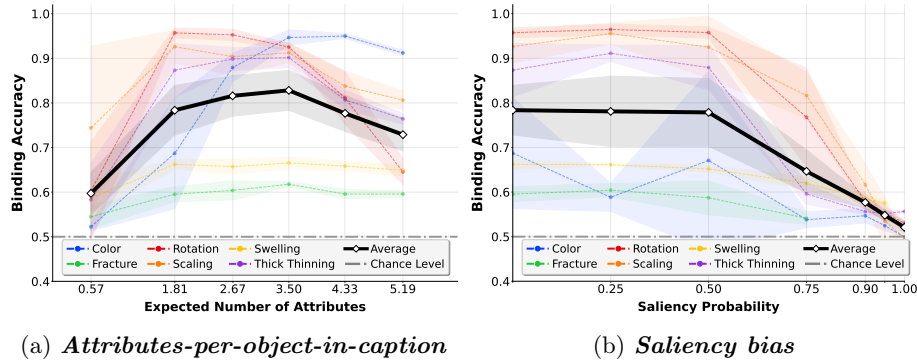 1.0
0.9
0.8
0.7
0.6
0.5
0.4
Binding Accuracy
Color
Fracture
Rotation
Scaling
Swelling
Thick Thinning
Average
Chance Level
0.57
1.81
2.67
3.50
4.33
5.19
Expected Number of Attributes
(a) Attributes-per-object-in-caption
1.0
0.9
0.8
0.7
0.6
0.5
0.4
Binding Accuracy
Color
Fracture
Rotation
Scaling
Swelling
Thick Thinning
Average
Chance Level
0.25
0.50
0.75
0.90
1.00
Saliency Probability
(b) Saliency bias